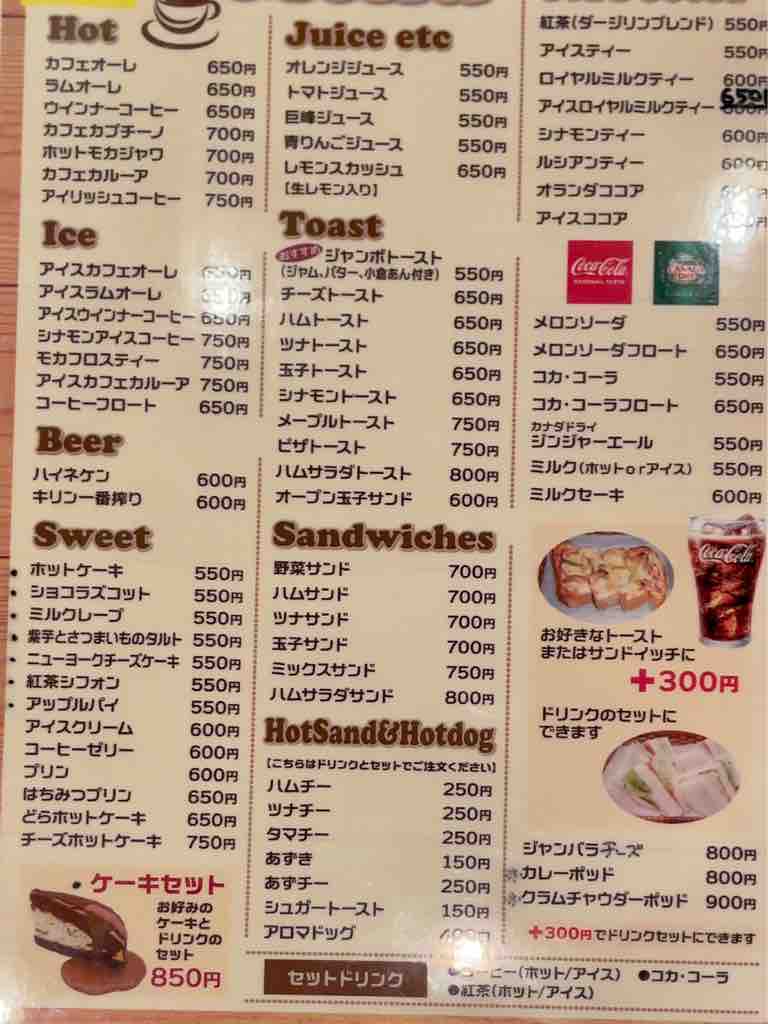 Hot
カフェオーレ 650円
ラムオーレ 650円
ウインナーコーヒー 650円
カフェカプチーノ 700円
ホットモカジャワ 700円
カフェカルーア 700円
アイリッシュコーヒー 750円
Ice
アイスカフェオーレ 650円
アイスラムオーレ 650円
アイスウインナーコーヒー 650円
シナモンアイスコーヒー 750円
モカフロスティー 750円
アイスカフェカルーア 750円
コーヒーフロート 650円
Beer
ハイネケン 600円
キリン一番搾り 600円
Sweet
・ホットケーキ 550円
・ショコラズコット 550円
・ミルクレープ 550円
・紫芋とさつまいものタルト 550円
・ニューヨークチーズケーキ 550円
・紅茶シフォン 550円
・アップルパイ 550円
アイスクリーム 600円
コーヒーゼリー 600円
プリン 600円
はちみつプリン 650円
どらホットケーキ 650円
チーズホットケーキ 750円
・ケーキセット
お好みの
ケーキと
ドリンクの
セット
850円
Juice etc
オレンジジュース 550円
トマトジュース 550円
巨峰ジュース 550円
青りんごジュース 550円
レモンスカッシュ 650円
【生レモン入り】
Toast
おすすめ ジャンボトースト
(ジャム、バター、小倉あん付き) 550円
チーズトースト 650円
ハムトースト 650円
ツナトースト 650円
玉子トースト 650円
シナモントースト 650円
メープルトースト 750円
ピザトースト 750円
ハムサラダトースト 800円
オープン玉子サンド 600円
Sandwiches
野菜サンド 700円
ハムサンド 700円
ツナサンド 700円
玉子サンド 700円
ミックスサンド 750円
ハムサラダサンド 800円
HotSand&Hotdog
【こちらはドリンクとセットでご注文ください】
ハムチー 250円
ツナチー 250円
タマチー 250円
あずき 150円
あずチー 250円
シュガートースト 150円
アロマドッグ 400円
紅茶(ダージリンブレンド) 550円
アイスティー 550円
ロイヤルミルクティー 600円
アイスロイヤルミルクティー 650
シナモンティー 600円
ルシアンティー 600円
オランダココア
アイスココア
Coca-Cola
CANADA DRY
メロンソーダ 550円
メロンソーダフロート 650円
コカ・コーラ 550円
コカ・コーラフロート 650円
カナダドライ
ジンジャーエール 550円
ミルク(ホットorアイス) 550円
ミルクセーキ 600円
Coca-Cola
お好きなトースト
またはサンドイッチに
+300円
ドリンクのセットに
できます
ジャンバラチーズ 800円
カレーポッド 800円
クラムチャウダーポッド 900円
+300円でドリンクセットにできます
セットドリンク
●コーヒー(ホット/アイス) ●コカ・コーラ
●紅茶(ホット/アイス)